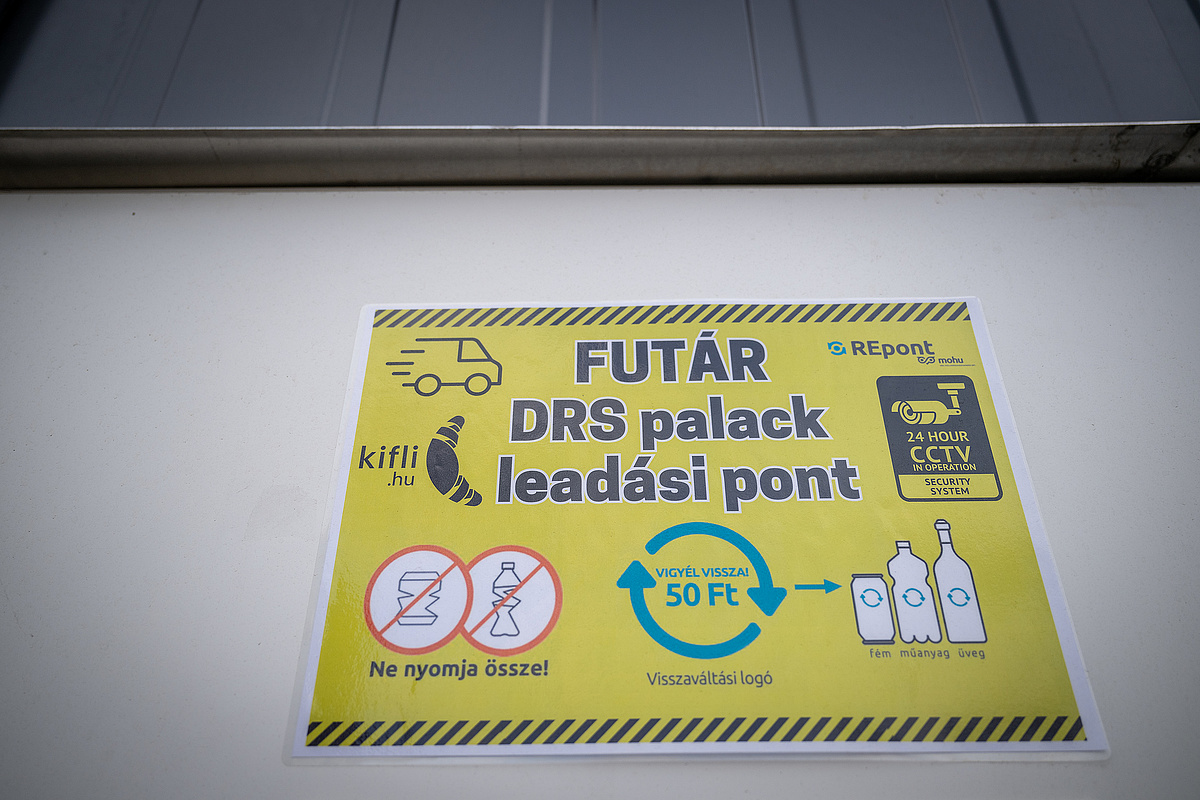 FUTÁR
DRS palack
leadási pont
REpont
mohu
kifli
.hu
24 HOUR
CCTV
IN OPERATION
SECURITY
SYSTEM
Ne nyomja össze!
VIGYÉL VISSZA!
50 Ft
Visszaváltási logó
fém műanyag üveg